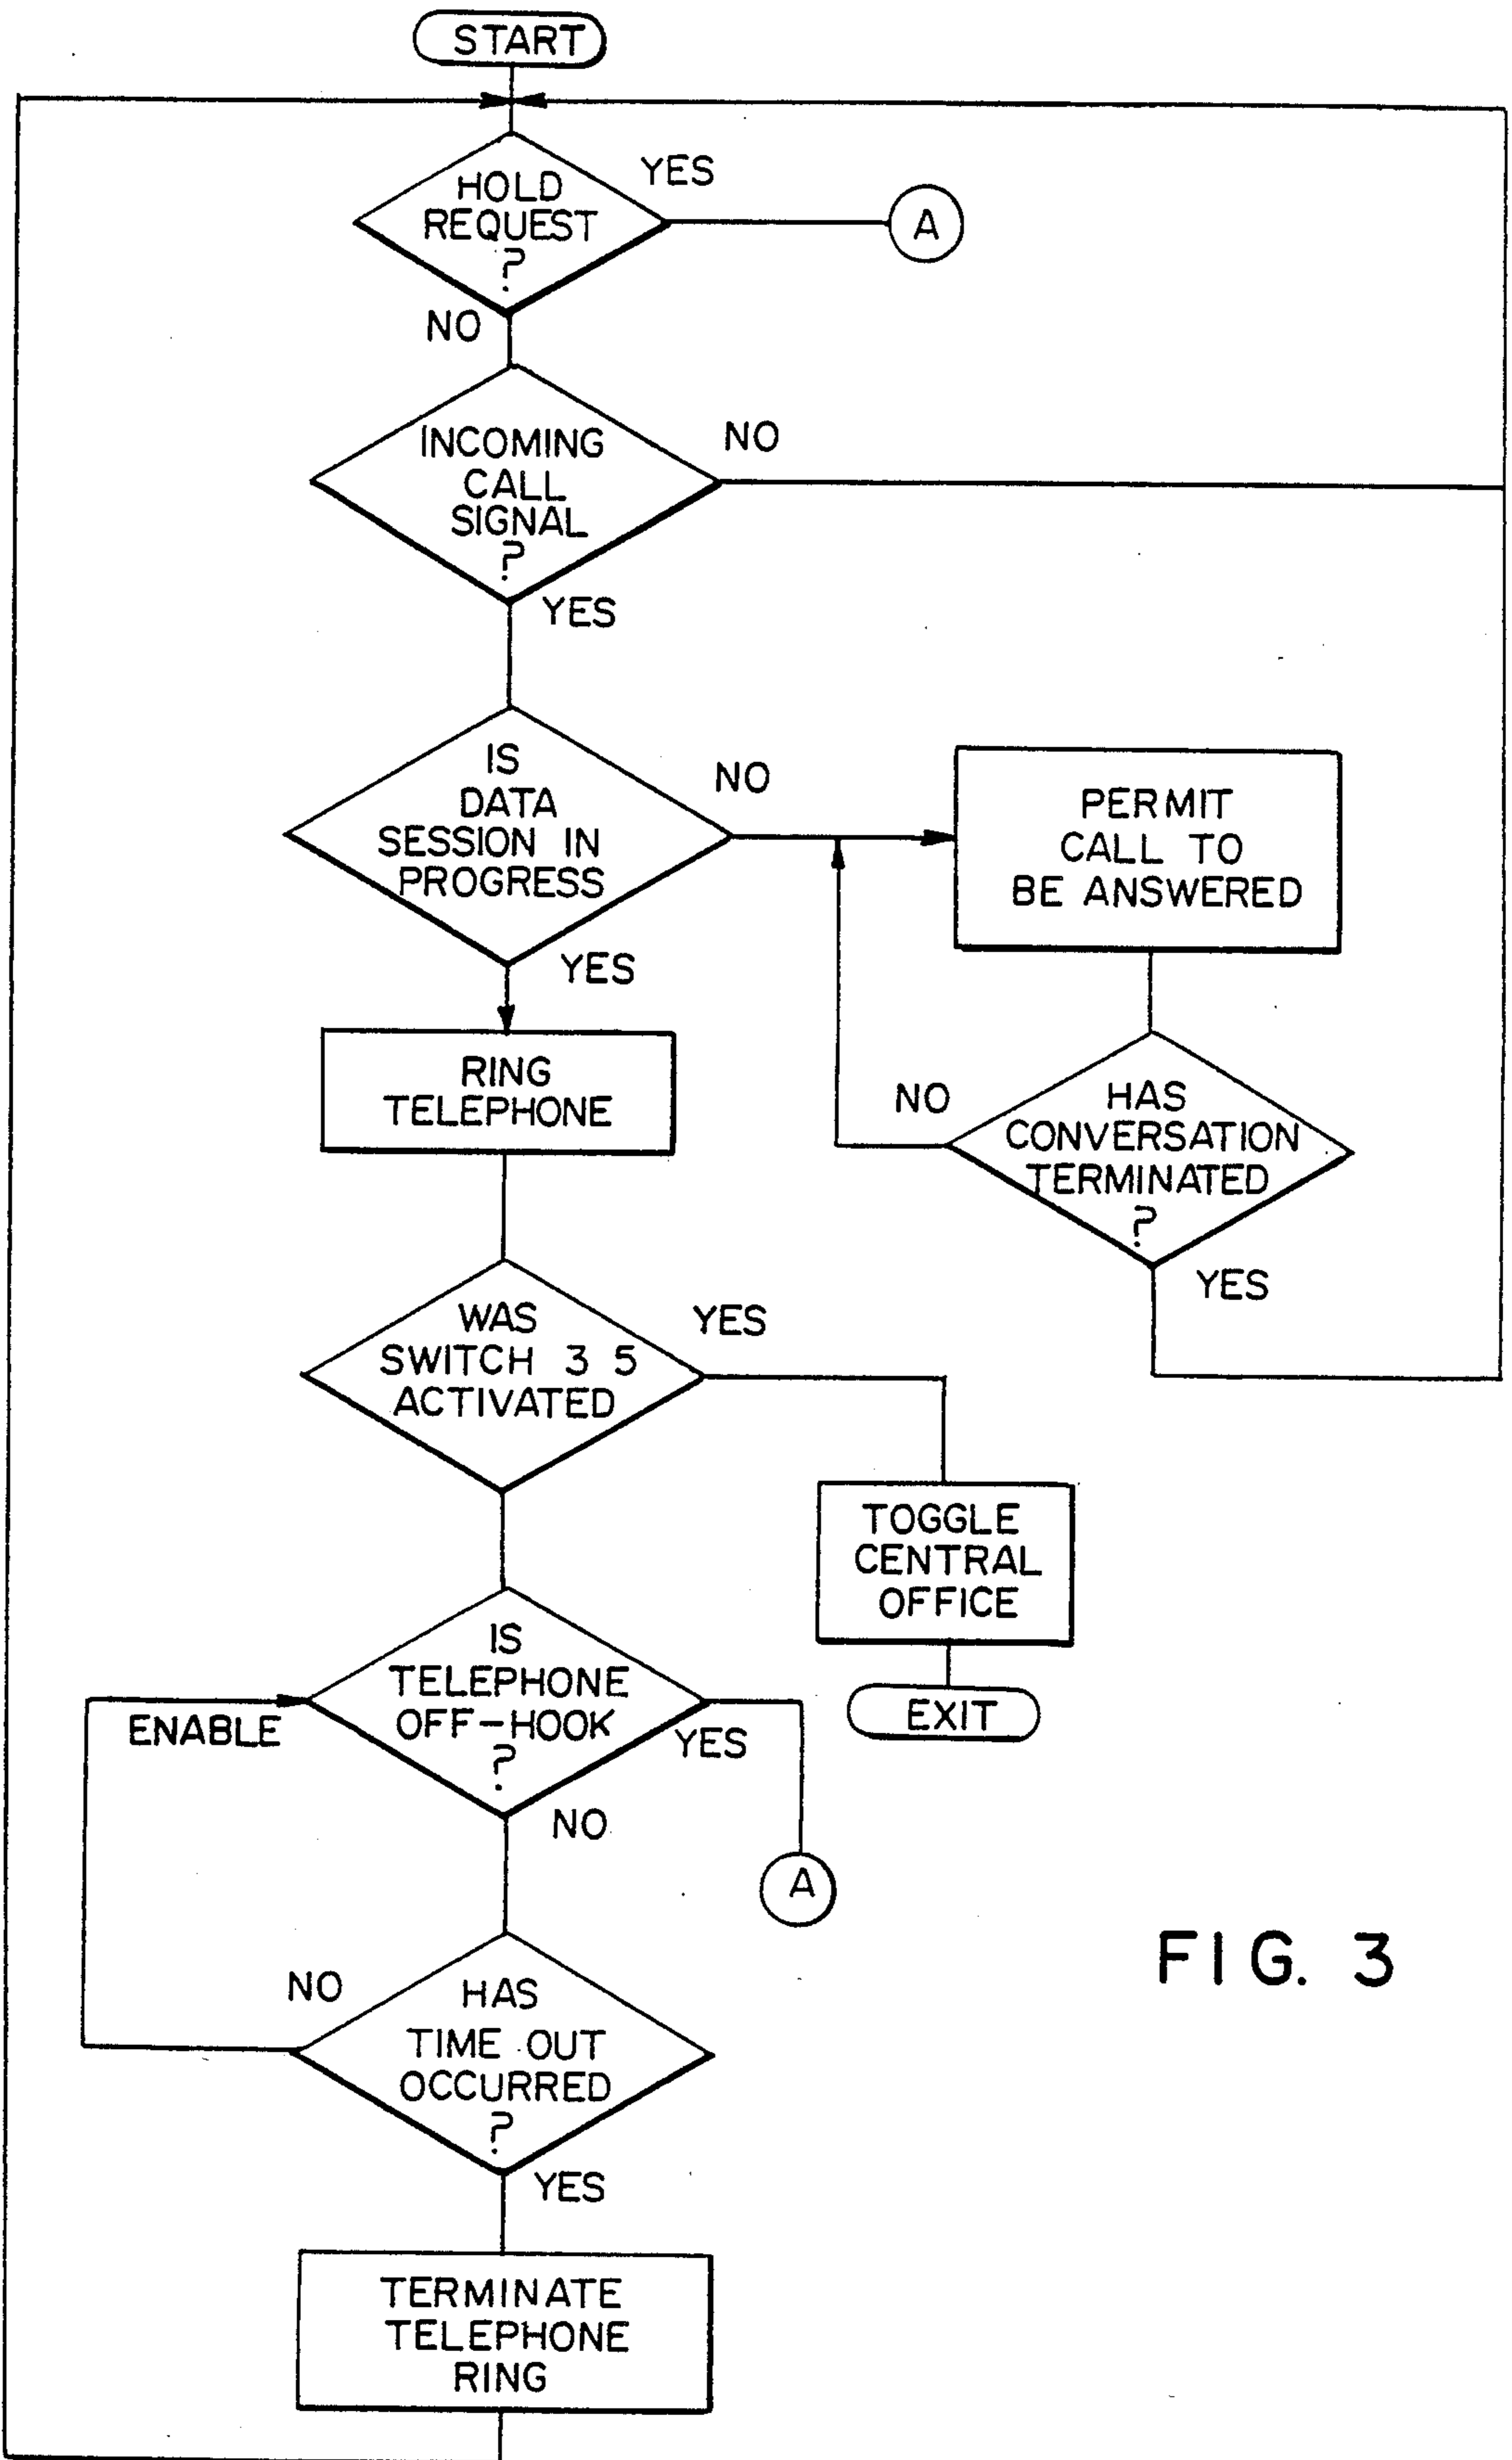 START
HOLD
REQUEST
?
YES
A
NO
INCOMING
CALL
SIGNAL
?
NO
YES
IS
DATA
SESSION IN
PROGRESS
NO
YES
PERMIT
CALL TO
BE ANSWERED
RING
TELEPHONE
HAS
CONVERSATION
TERMINATED
?
NO
YES
WAS
SWITCH 3 5
ACTIVATED
YES
TOGGLE
CENTRAL
OFFICE
EXIT
IS
TELEPHONE
OFF-HOOK
?
ENABLE
YES
NO
A
HAS
TIME OUT
OCCURRED
?
NO
YES
TERMINATE
TELEPHONE
RING
FIG. 3